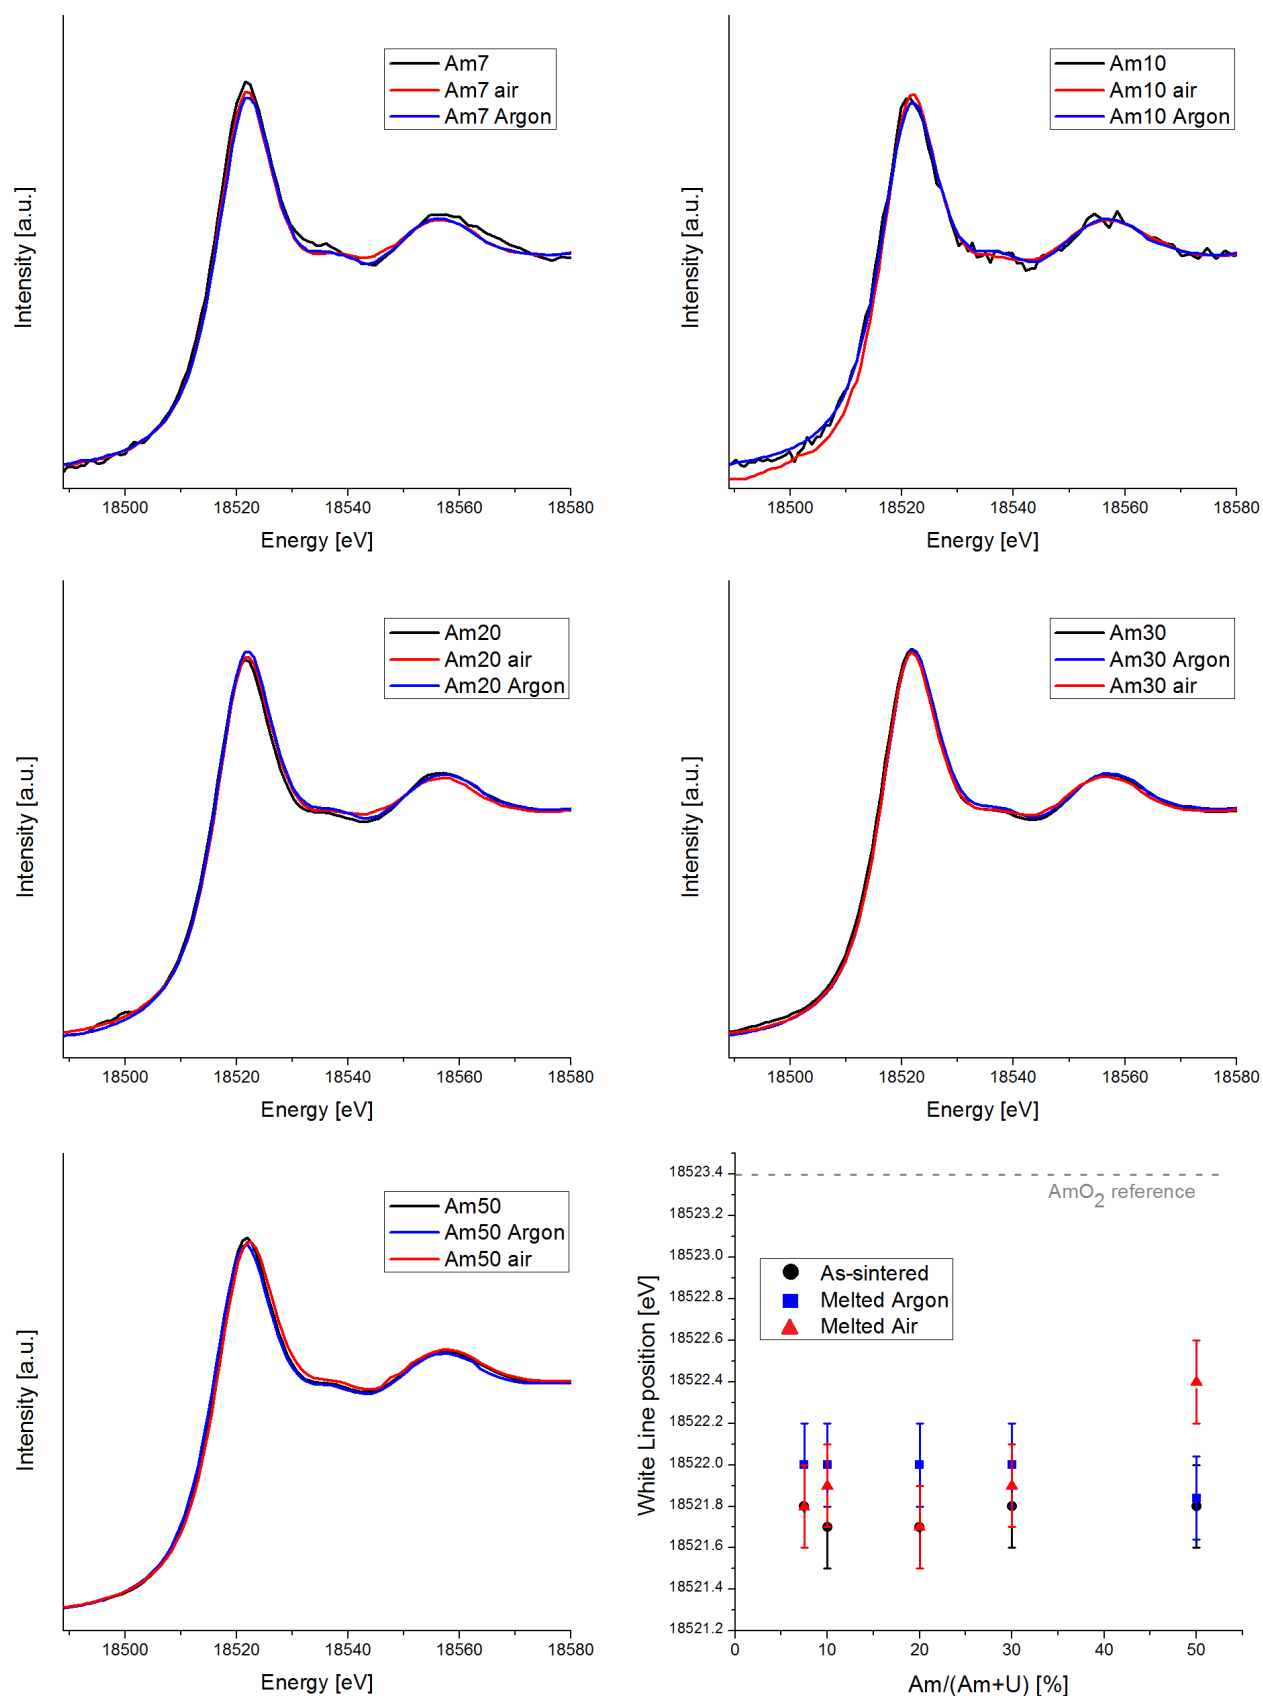 Am7
Am7 air
Am7 Argon
Intensity [a.u.]
18500 18520 18540 18560 18580
Energy [eV]
Am10
Am10 air
Am10 Argon
Intensity [a.u.]
18500 18520 18540 18560 18580
Energy [eV]
Am20
Am20 air
Am20 Argon
Intensity [a.u.]
18500 18520 18540 18560 18580
Energy [eV]
Am30
Am30 Argon
Am30 air
Intensity [a.u.]
18500 18520 18540 18560 18580
Energy [eV]
Am50
Am50 Argon
Am50 air
Intensity [a.u.]
18500 18520 18540 18560 18580
Energy [eV]
18523.4
18523.2
18523.0
18522.8
18522.6
18522.4
18522.2
18522.0
18521.8
18521.6
18521.4
18521.2
White Line position [eV]
AmO2 reference
As-sintered
Melted Argon
Melted Air
0 10 20 30 40 50
Am/(Am+U) [%]